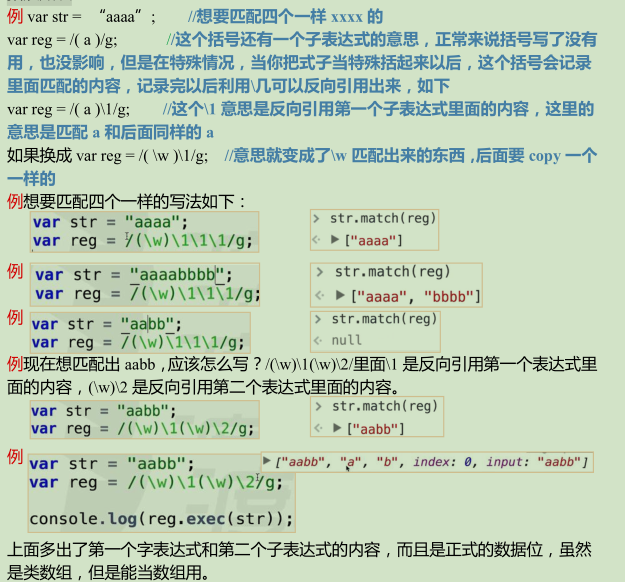 例 var str = “aaaa”; //想要匹配四个一样 xxxx 的
var reg = /( a )/g; //这个括号还有一个子表达式的意思，正常来说括号写了没有
用，也没影响，但是在特殊情况，当你把式子当特殊括起来以后，这个括号会记录
里面匹配的内容，记录完以后利用\几可以反向引用出来，如下
var reg = /( a )\1/g; //这个\1 意思是反向引用第一个子表达式里面的内容，这里的
意思是匹配 a 和后面同样的 a
如果换成 var reg = /( \w )\1/g; //意思就变成了\w 匹配出来的东西，后面要 copy 一个
一样的
例想要匹配四个一样的写法如下：
var str = "aaaa"; > str.match(reg)
var reg = /(\w)\1\1\1/g; <· ▶ ["aaaa"]
例 var str = "aaaabbbb"; > str.match(reg)
var reg = /(\w)\1\1\1/g; <· ▶ ["aaaa", "bbbb"]
例 var str = "aabb"; > str.match(reg)
var reg = /(\w)\1\1\1/g; <· null
例现在想匹配出 aabb，应该怎么写？/(\w)\1(\w)\2/里面\1 是反向引用第一个表达式里
面的内容，(\w)\2 是反向引用第二个表达式里面的内容。
var str = "aabb"; > str.match(reg)
var reg = /(\w)\1(\w)\2/g; <· ▶ ["aabb"]
例 var str = "aabb"; ▶ ["aabb", "a", "b", index: 0, input: "aabb"]
var reg = /(\w)\1(\w)\2/g;
console.log(reg.exec(str));
上面多出了第一个字表达式和第二个子表达式的内容，而且是正式的数据位，虽然
是类数组，但是能当数组用。